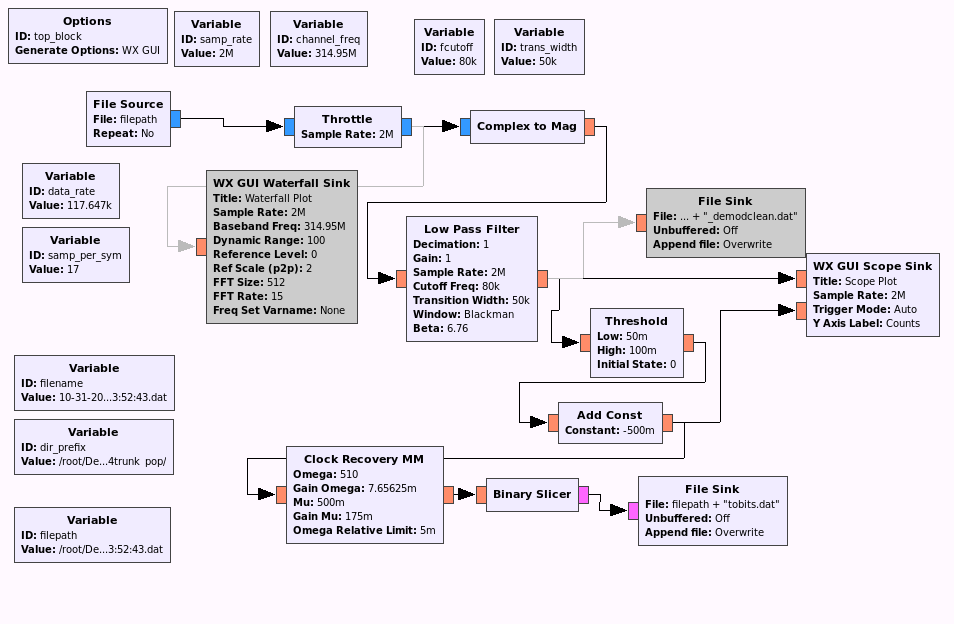 Options
ID: top_block
Generate Options: WX GUI
Variable
ID: samp_rate
Value: 2M
Variable
ID: channel_freq
Value: 314.95M
Variable
ID: fcutoff
Value: 80k
Variable
ID: trans_width
Value: 50k
File Source
File: filepath
Repeat: No
Throttle
Sample Rate: 2M
Complex to Mag
Variable
ID: data_rate
Value: 117.647k
Variable
ID: samp_per_sym
Value: 17
WX GUI Waterfall Sink
Title: Waterfall Plot
Sample Rate: 2M
Baseband Freq: 314.95M
Dynamic Range: 100
Reference Level: 0
Ref Scale (p2p): 2
FFT Size: 512
FFT Rate: 15
Freq Set Varname: None
Low Pass Filter
Decimation: 1
Gain: 1
Sample Rate: 2M
Cutoff Freq: 80k
Transition Width: 50k
Window: Blackman
Beta: 6.76
File Sink
File: ... + "_demodclean.dat"
Unbuffered: Off
Append file: Overwrite
WX GUI Scope Sink
Title: Scope Plot
Sample Rate: 2M
Trigger Mode: Auto
Y Axis Label: Counts
Threshold
Low: 50m
High: 100m
Initial State: 0
Add Const
Constant: -500m
Variable
ID: filename
Value: 10-31-20...3:52:43.dat
Variable
ID: dir_prefix
Value: /root/De...4trunk_pop/
Variable
ID: filepath
Value: /root/De...3:52:43.dat
Clock Recovery MM
Omega: 510
Gain Omega: 7.65625m
Mu: 500m
Gain Mu: 175m
Omega Relative Limit: 5m
Binary Slicer
File Sink
File: filepath + "tobits.dat"
Unbuffered: Off
Append file: Overwrite